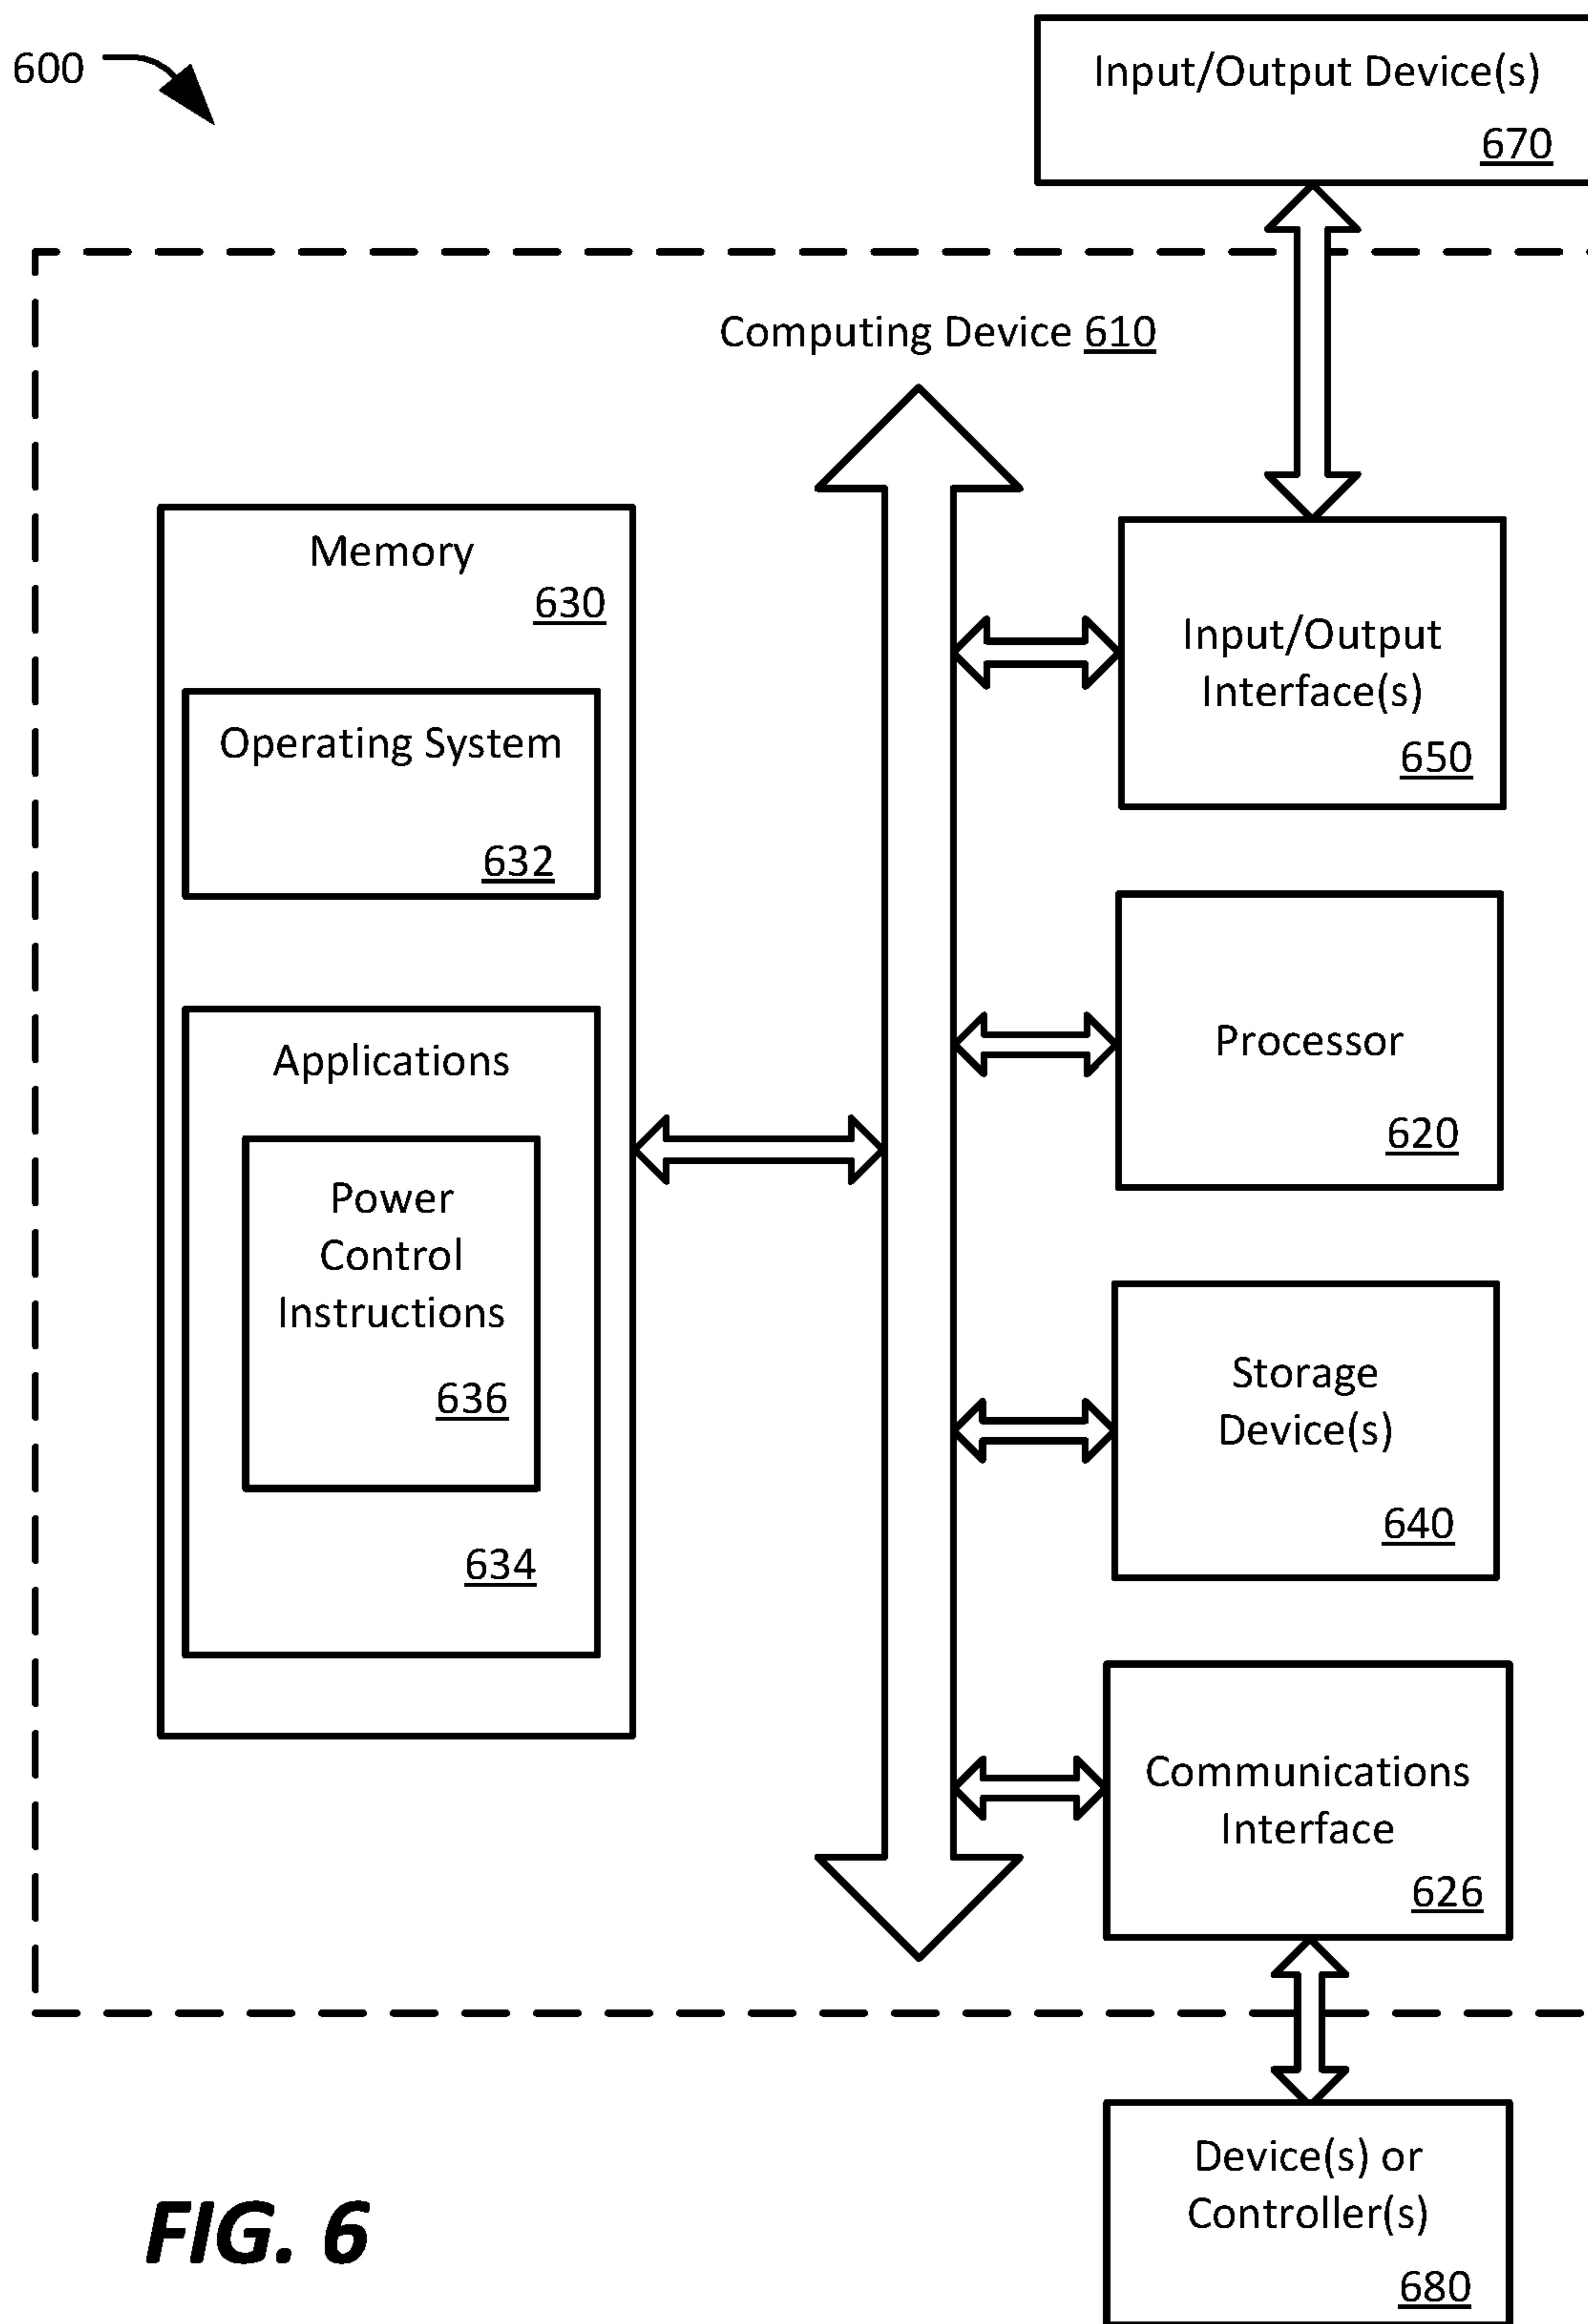 600
Input/Output Device(s)
670
Computing Device 610
Memory
630
Operating System
632
Applications
Power
Control
Instructions
636
634
Input/Output
Interface(s)
650
Processor
620
Storage
Device(s)
640
Communications
Interface
626
Device(s) or
Controller(s)
680
FIG. 6